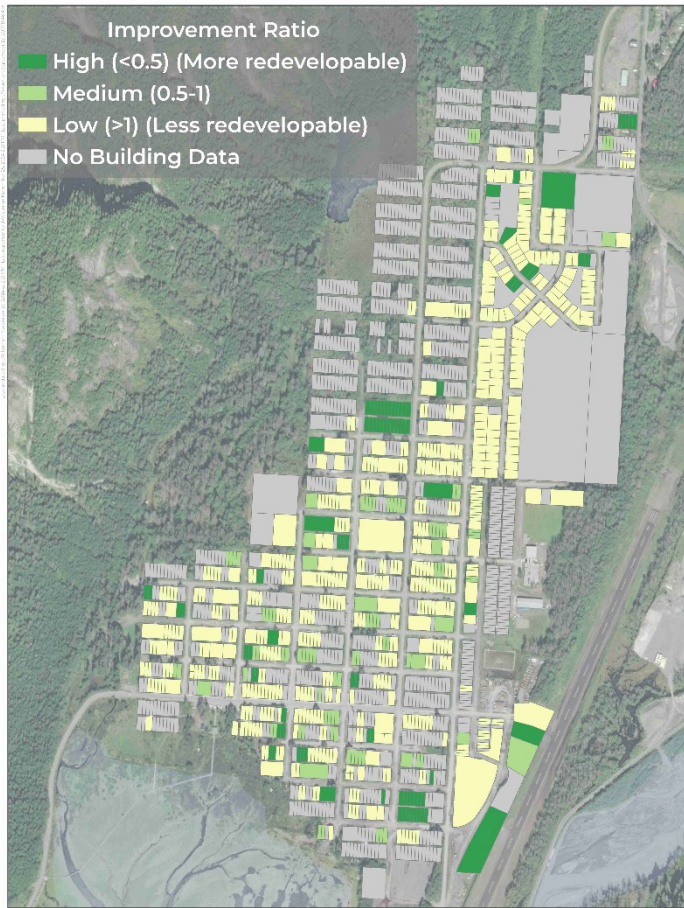 Improvement Ratio
High (<0.5) (More redevelopable)
Medium (0.5-1)
Low (>1) (Less redevelopable)
No Building Data